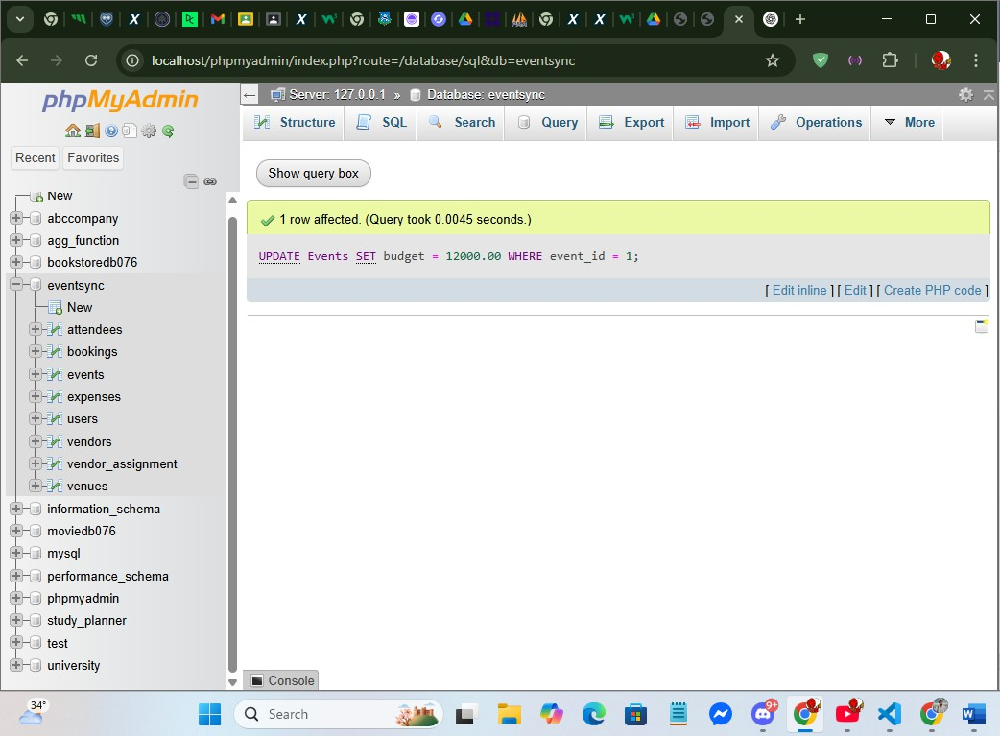 localhost/phpmyadmin/index.php?route=/database/sql&db=eventsync
phpMyAdmin
Recent
Favorites
New
abccompany
agg_function
bookstoredb076
eventsync
New
attendees
bookings
events
expenses
users
vendors
vendor_assignment
venues
information_schema
moviedb076
mysql
performance_schema
phpmyadmin
study_planner
test
university
Server: 127.0.0.1 » Database: eventsync
Structure SQL Search Query Export Import Operations More
Show query box
1 row affected. (Query took 0.0045 seconds.)
UPDATE Events SET budget = 12000.00 WHERE event_id = 1;
[ Edit inline ] [ Edit ] [ Create PHP code ]
Console
34°
Search
9+